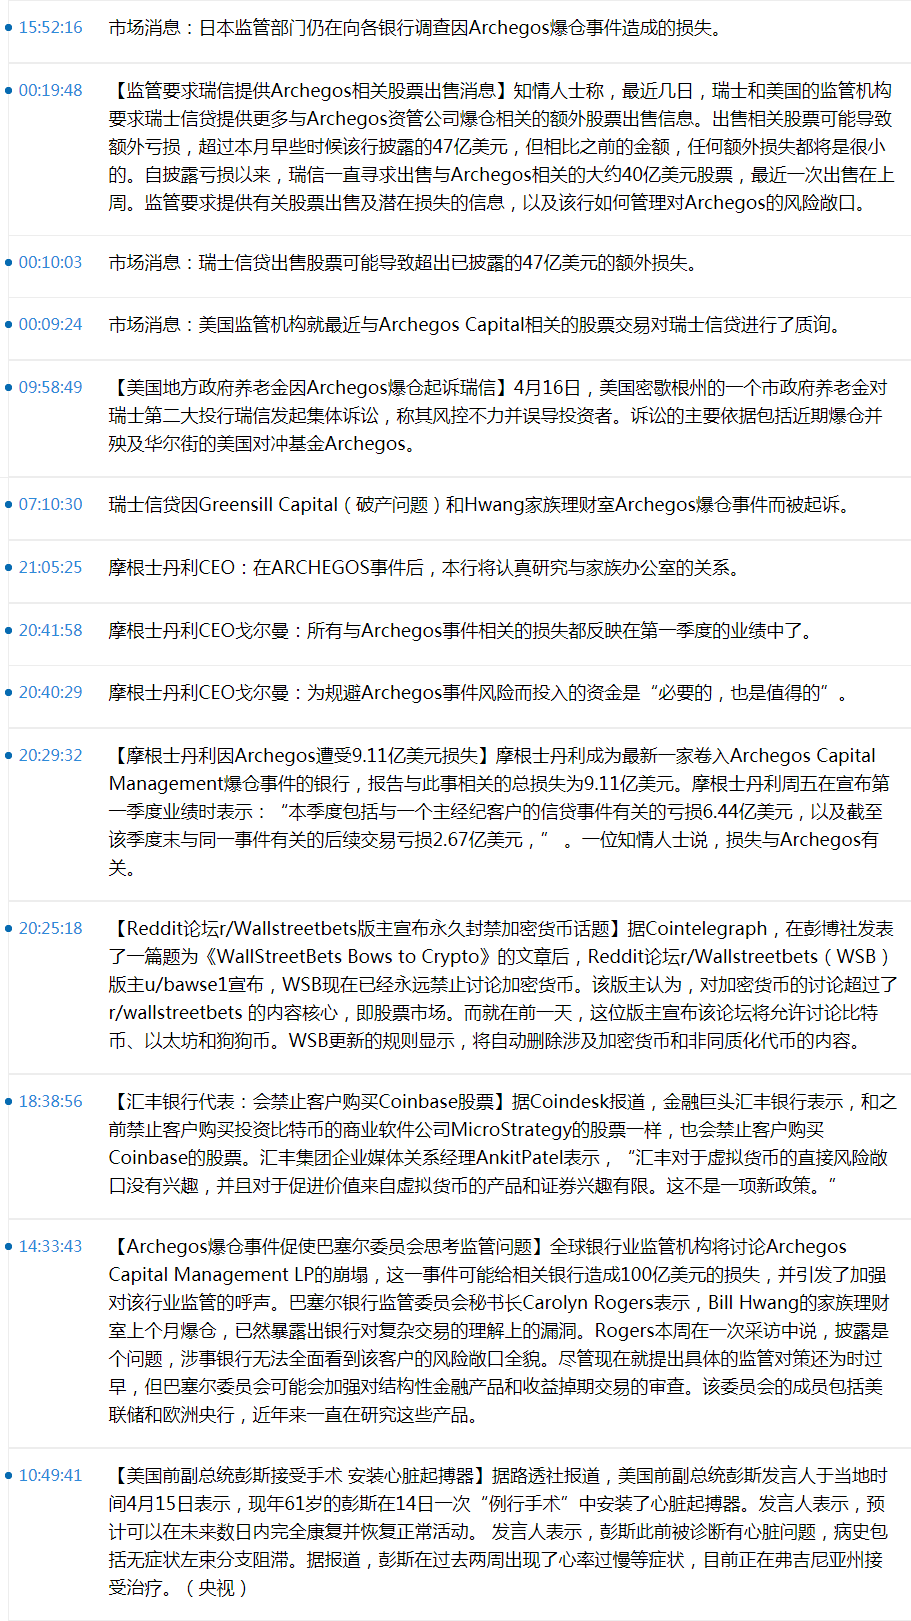 15:52:16
市场消息：日本监管部门仍在向各银行调查因Archegos爆仓事件造成的损失。
00:19:48
【监管要求瑞信提供Archegos相关股票出售消息】知情人士称，最近几日，瑞士和美国的监管机构
要求瑞士信贷提供更多与Archegos资管公司爆仓相关的额外股票出售信息。出售相关股票可能导致
额外亏损，超过本月早些时候该行披露的47亿美元，但相比之前的金额，任何额外损失都将是很小
的。自披露亏损以来，瑞信一直寻求出售与Archegos相关的大约40亿美元股票，最近一次出售在上
周。监管要求提供有关股票出售及潜在损失的信息，以及该行如何管理对Archegos的风险敞口。
00:10:03
市场消息：瑞士信贷出售股票可能导致超出已披露的47亿美元的额外损失。
00:09:24
市场消息：美国监管机构就最近与Archegos Capital相关的股票交易对瑞士信贷进行了质询。
09:58:49
【美国地方政府养老金因Archegos爆仓起诉瑞信】4月16日，美国密歇根州的一个市政府养老金对
瑞士第二大投行瑞信发起集体诉讼，称其风控不力并误导投资者。诉讼的主要依据包括近期爆仓并
殃及华尔街的美国对冲基金Archegos。
07:10:30
瑞士信贷因Greensill Capital（破产问题）和Hwang家族理财室Archegos爆仓事件而被起诉。
21:05:25
摩根士丹利CEO：在ARCHEGOS事件后，本行将认真研究与家族办公室的关系。
20:41:58
摩根士丹利CEO戈尔曼：所有与Archegos事件相关的损失都反映在第一季度的业绩中了。
20:40:29
摩根士丹利CEO戈尔曼：为规避Archegos事件风险而投入的资金是“必要的，也是值得的”。
20:29:32
【摩根士丹利因Archegos遭受9.11亿美元损失】摩根士丹利成为最新一家卷入Archegos Capital
Management爆仓事件的银行，报告与此事相关的总损失为9.11亿美元。摩根士丹利周五在宣布第
一季度业绩时表示：“本季度包括与一个主经纪客户的信贷事件有关的亏损6.44亿美元，以及截至
该季度末与同一事件有关的后续交易亏损2.67亿美元，” 。一位知情人士说，损失与Archegos有
关。
20:25:18
【Reddit论坛r/Wallstreetbets版主宣布永久封禁加密货币话题】据Cointelegraph，在彭博社发表
了一篇题为《WallStreetBets Bows to Crypto》的文章后，Reddit论坛r/Wallstreetbets（WSB）
版主u/bawse1宣布，WSB现在已经永远禁止讨论加密货币。该版主认为，对加密货币的讨论超过了
r/wallstreetbets 的内容核心，即股票市场。而就在前一天，这位版主宣布该论坛将允许讨论比特
币、以太坊和狗狗币。WSB更新的规则显示，将自动删除涉及加密货币和非同质化代币的内容。
18:38:56
【汇丰银行代表：会禁止客户购买Coinbase股票】据Coindesk报道，金融巨头汇丰银行表示，和之
前禁止客户购买投资比特币的商业软件公司MicroStrategy的股票一样，也会禁止客户购买
Coinbase的股票。汇丰集团企业媒体关系经理AnkitPatel表示，“汇丰对于虚拟货币的直接风险敞
口没有兴趣，并且对于促进价值来自虚拟货币的产品和证券兴趣有限。这不是一项新政策。”
14:33:43
【Archegos爆仓事件促使巴塞尔委员会思考监管问题】全球银行业监管机构将讨论Archegos
Capital Management LP的崩塌，这一事件可能给相关银行造成100亿美元的损失，并引发了加强
对该行业监管的呼声。巴塞尔银行监管委员会秘书长Carolyn Rogers表示，Bill Hwang的家族理财
室上个月爆仓，已然暴露出银行对复杂交易的理解上的漏洞。Rogers本周在一次采访中说，披露是
个问题，涉事银行无法全面看到该客户的风险敞口全貌。尽管现在就提出具体的监管对策还为时过
早，但巴塞尔委员会可能会加强对结构性金融产品和收益掉期交易的审查。该委员会的成员包括美
联储和欧洲央行，近年来一直在研究这些产品。
10:49:41
【美国前副总统彭斯接受手术 安装心脏起搏器】据路透社报道，美国前副总统彭斯发言人于当地时
间4月15日表示，现年61岁的彭斯在14日一次“例行手术”中安装了心脏起搏器。发言人表示，预
计可以在未来数日内完全康复并恢复正常活动。 发言人表示，彭斯此前被诊断有心脏问题，病史包
括无症状左束分支阻滞。据报道，彭斯在过去两周出现了心率过慢等症状，目前正在弗吉尼亚州接
受治疗。（央视）